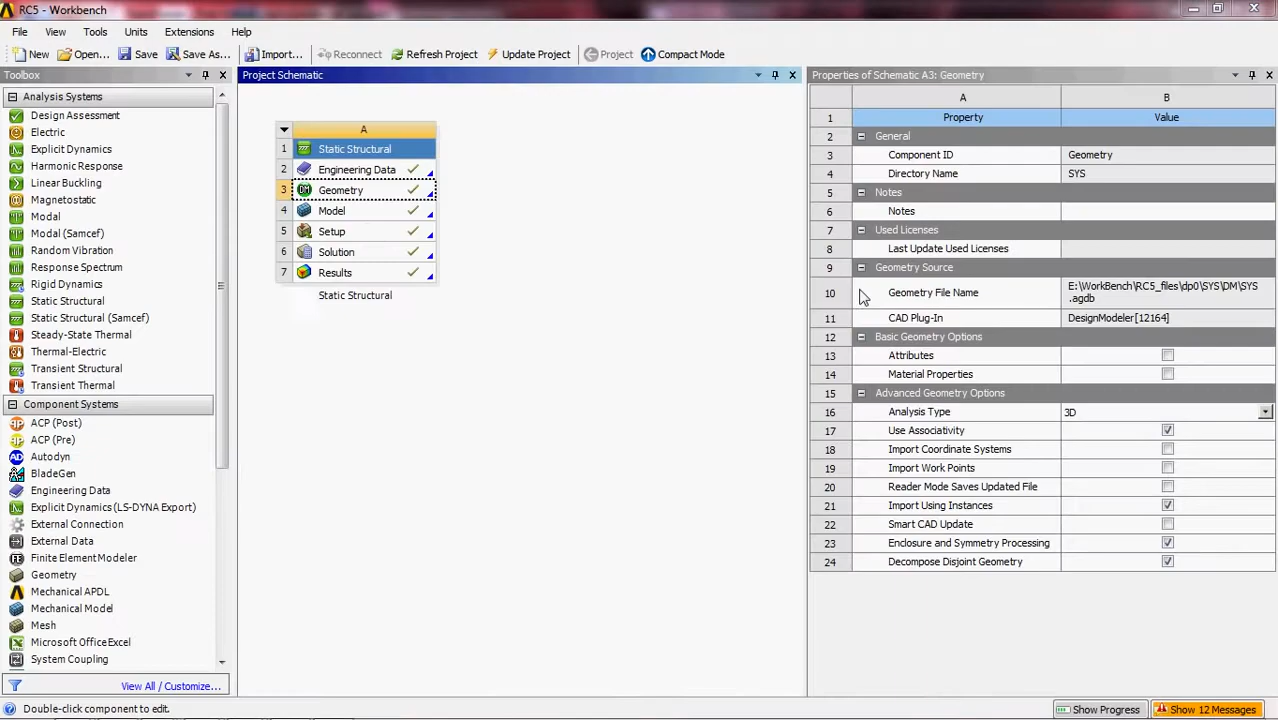 RC5 - Workbench
File View Tools Units Extensions Help
New Open... Save Save As... Import... Reconnect Refresh Project Update Project Project Compact Mode
Toolbox
Analysis Systems
Design Assessment
Electric
Explicit Dynamics
Harmonic Response
Linear Buckling
Magnetostatic
Modal
Modal (Samcef)
Random Vibration
Response Spectrum
Rigid Dynamics
Static Structural
Static Structural (Samcef)
Steady-State Thermal
Thermal-Electric
Transient Structural
Transient Thermal
Component Systems
ACP (Post)
ACP (Pre)
Autodyn
BladeGen
Engineering Data
Explicit Dynamics (LS-DYNA Export)
External Connection
External Data
Finite Element Modeler
Geometry
Mechanical APDL
Mechanical Model
Mesh
Microsoft Office Excel
System Coupling
View All / Customize...
Project Schematic
A
1 Static Structural
2 Engineering Data
3 DM Geometry
4 Model
5 Setup
6 Solution
7 Results
Static Structural
Properties of Schematic A3: Geometry
A B
1 Property Value
2 General
3 Component ID Geometry
4 Directory Name SYS
5 Notes
6 Notes
7 Used Licenses
8 Last Update Used Licenses
9 Geometry Source
10 Geometry File Name E:\WorkBench\RC5_files\dp0\SYS\DM\SYS
.agdb
11 CAD Plug-In DesignModeler[12164]
12 Basic Geometry Options
13 Attributes
14 Material Properties
15 Advanced Geometry Options
16 Analysis Type 3D
17 Use Associativity
18 Import Coordinate Systems
19 Import Work Points
20 Reader Mode Saves Updated File
21 Import Using Instances
22 Smart CAD Update
23 Enclosure and Symmetry Processing
24 Decompose Disjoint Geometry
Double-click component to edit.
Show Progress Show 12 Messages